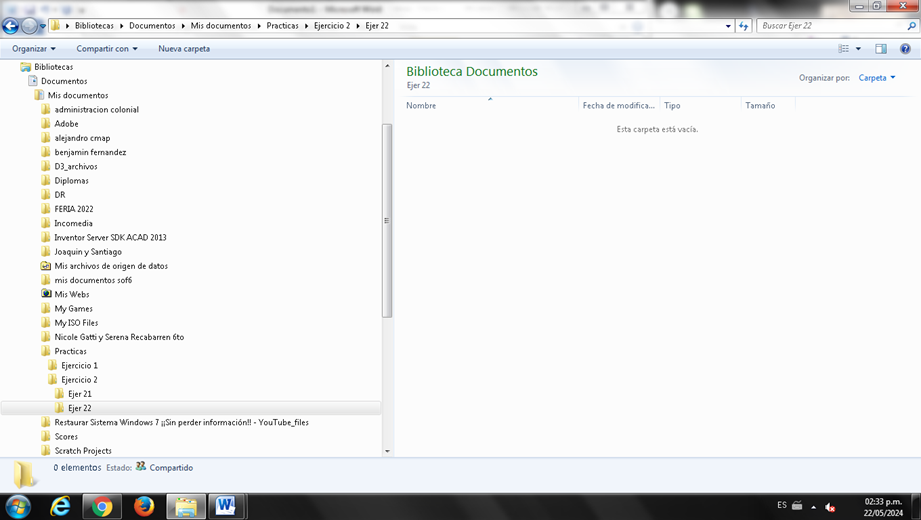 Bibliotecas ▸ Documentos ▸ Mis documentos ▸ Practicas ▸ Ejercicio 2 ▸ Ejer 22
Buscar Ejer 22
Organizar ▾ Compartir con ▾ Nueva carpeta
Bibliotecas
Documentos
Mis documentos
administracion colonial
Adobe
alejandro cmap
benjamin fernandez
D3_archivos
Diplomas
DR
FERIA 2022
Incomedia
Inventor Server SDK ACAD 2013
Joaquin y Santiago
Mis archivos de origen de datos
mis documentos sof6
Mis Webs
My Games
My ISO Files
Nicole Gatti y Serena Recabarren 6to
Practicas
Ejercicio 1
Ejercicio 2
Ejer 21
Ejer 22
Restaurar Sistema Windows 7 ¡¡Sin perder información!! - YouTube_files
Scores
Scratch Projects
Biblioteca Documentos
Ejer 22
Organizar por: Carpeta ▾
Nombre Fecha de modifica... Tipo Tamaño
Esta carpeta está vacía.
0 elementos Estado: Compartido
ES
02:33 p.m.
22/05/2024